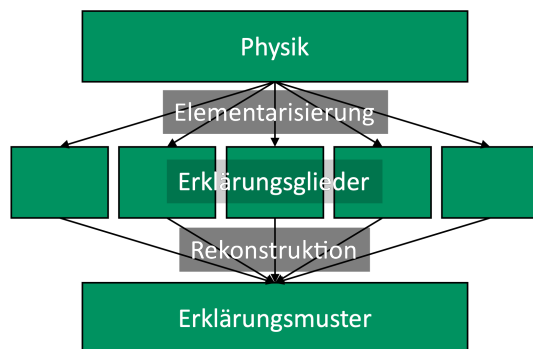 Physik
Elementarisierung
Erklärungsglieder
Rekonstruktion
Erklärungsmuster